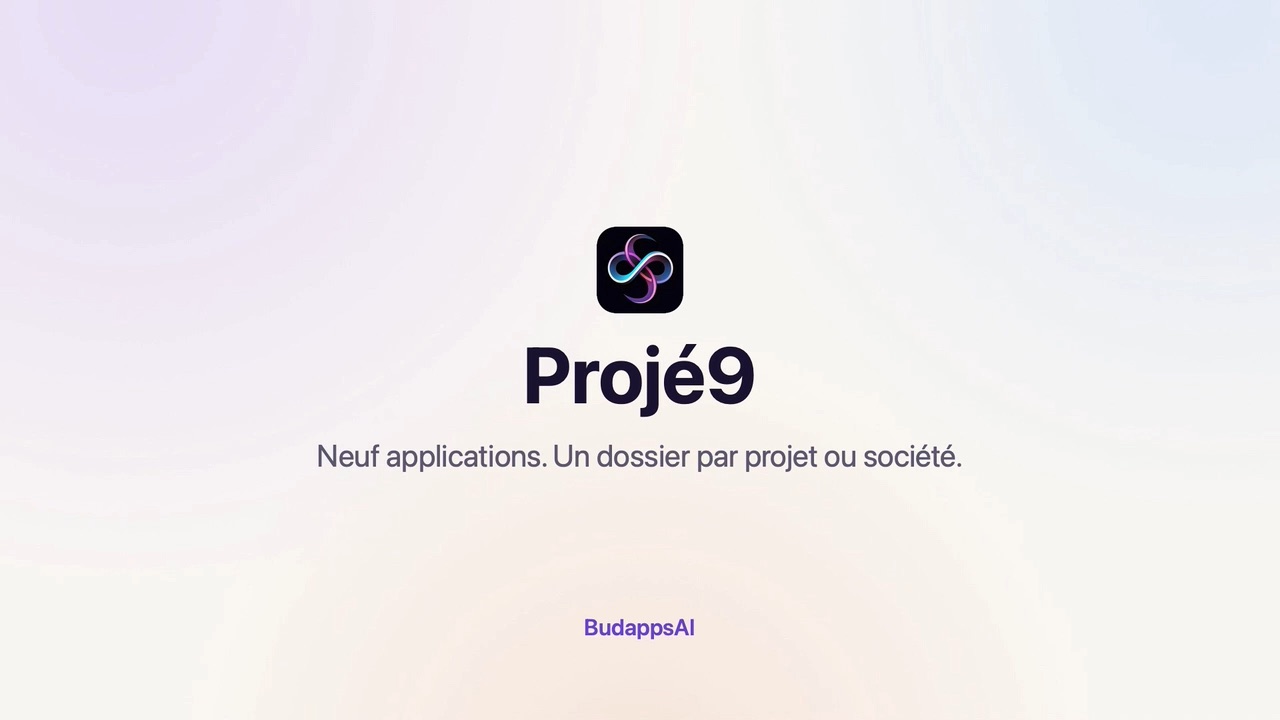 Projé9
Neuf applications. Un dossier par projet ou société.
BudappsAI